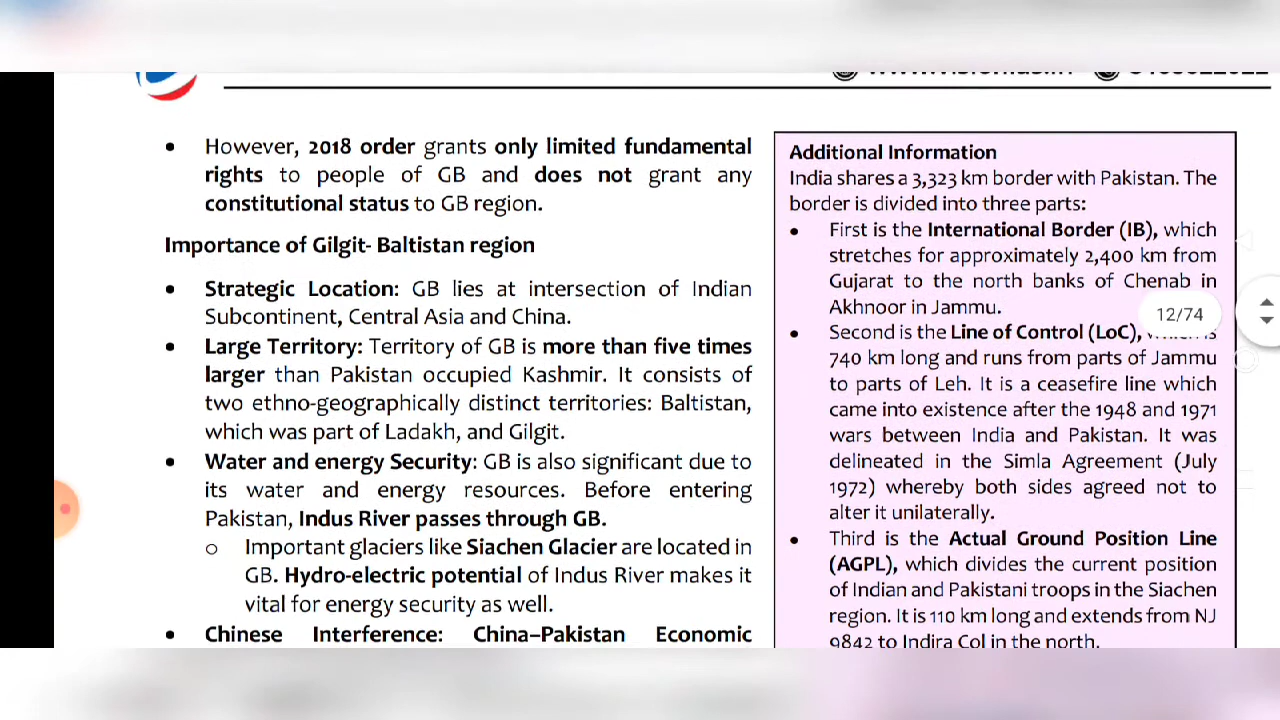 However, 2018 order grants only limited fundamental
rights to people of GB and does not grant any
constitutional status to GB region.
Importance of Gilgit- Baltistan region
Strategic Location: GB lies at intersection of Indian
Subcontinent, Central Asia and China.
Large Territory: Territory of GB is more than five times
larger than Pakistan occupied Kashmir. It consists of
two ethno-geographically distinct territories: Baltistan,
which was part of Ladakh, and Gilgit.
Water and energy Security: GB is also significant due to
its water and energy resources. Before entering
Pakistan, Indus River passes through GB.
Important glaciers like Siachen Glacier are located in
GB. Hydro-electric potential of Indus River makes it
vital for energy security as well.
Chinese Interference: China–Pakistan Economic
Additional Information
India shares a 3,323 km border with Pakistan. The
border is divided into three parts:
First is the International Border (IB), which
stretches for approximately 2,400 km from
Gujarat to the north banks of Chenab in
Akhnoor in Jammu.
12/74
Second is the Line of Control (LoC),
740 km long and runs from parts of Jammu
to parts of Leh. It is a ceasefire line which
came into existence after the 1948 and 1971
wars between India and Pakistan. It was
delineated in the Simla Agreement (July
1972) whereby both sides agreed not to
alter it unilaterally.
Third is the Actual Ground Position Line
(AGPL), which divides the current position
of Indian and Pakistani troops in the Siachen
region. It is 110 km long and extends from NJ
9842 to Indira Col in the north.